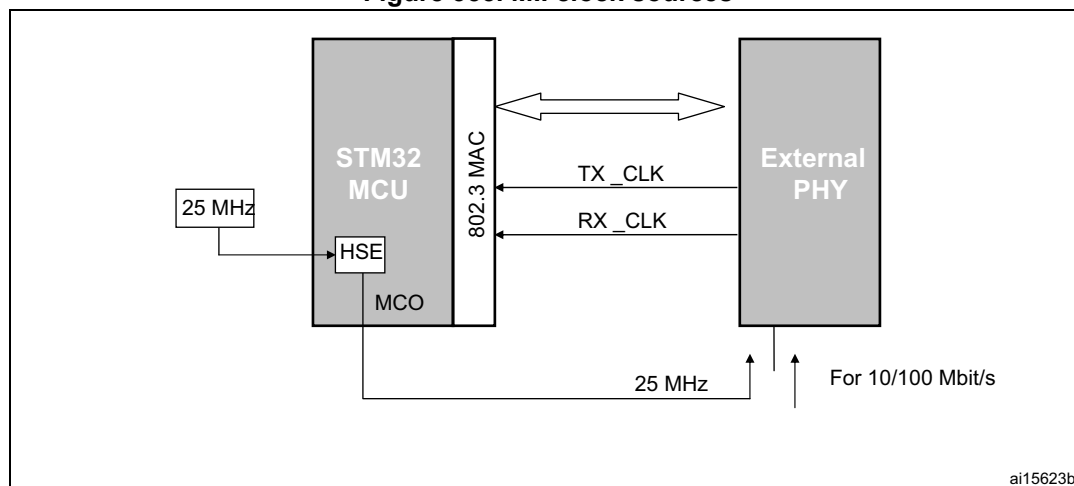 STM32
MCU
802.3 MAC
External
PHY
TX _CLK
RX _CLK
25 MHz
HSE
MCO
25 MHz
For 10/100 Mbit/s
ai15623b